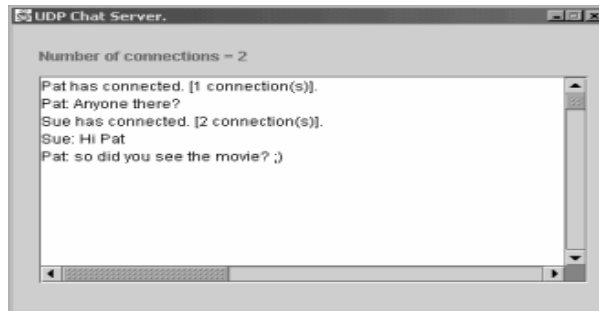 UDP Chat Server.
Number of connections = 2
Pat has connected. [1 connection(s)].
Pat: Anyone there?
Sue has connected. [2 connection(s)].
Sue: Hi Pat
Pat: so did you see the movie? ;)